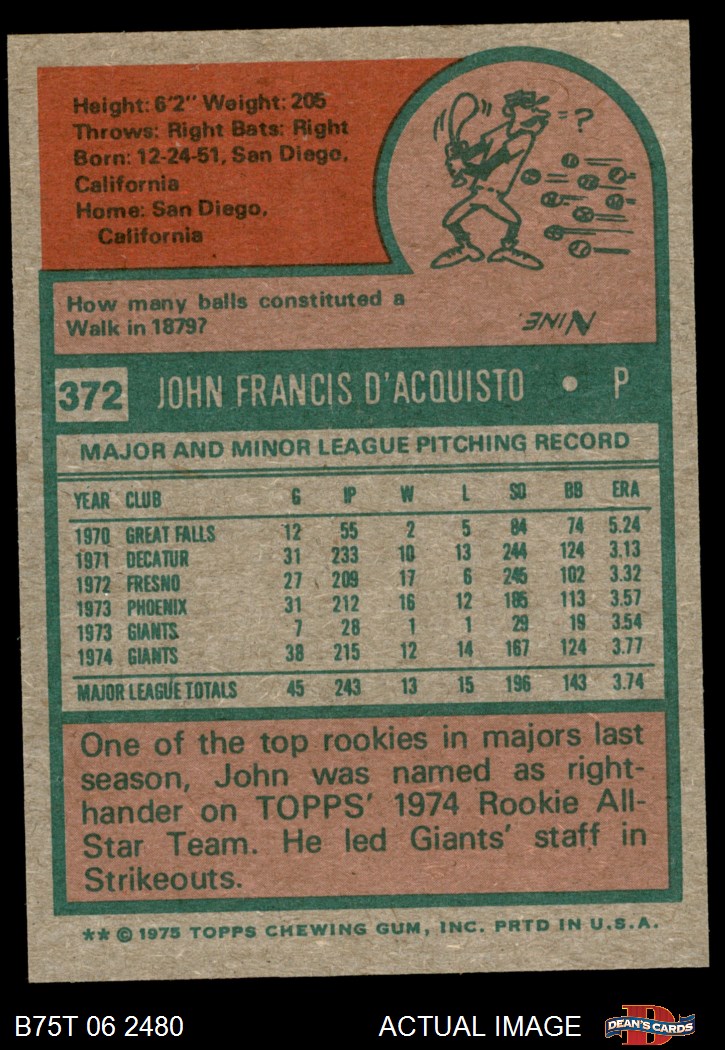 Height: 6'2" Weight: 205
Throws: Right Bats: Right
Born: 12-24-51, San Diego,
California
Home: San Diego,
California
= ?
How many balls constituted a
Walk in 1879?
NINE.
372 JOHN FRANCIS D'ACQUISTO • P
MAJOR AND MINOR LEAGUE PITCHING RECORD
YEAR CLUB G IP W L SO BB ERA
1970 GREAT FALLS 12 55 2 5 84 74 5.24
1971 DECATUR 31 233 10 13 244 124 3.13
1972 FRESNO 27 209 17 6 245 102 3.32
1973 PHOENIX 31 212 16 12 185 113 3.57
1973 GIANTS 7 28 1 1 29 19 3.54
1974 GIANTS 38 215 12 14 167 124 3.77
MAJOR LEAGUE TOTALS 45 243 13 15 196 143 3.74
One of the top rookies in majors last
season, John was named as right-
hander on TOPPS' 1974 Rookie All-
Star Team. He led Giants' staff in
Strikeouts.
** © 1975 TOPPS CHEWING GUM, INC. PRTD IN U.S.A.
B75T 06 2480 ACTUAL IMAGE
D
DEAN'S CARDS